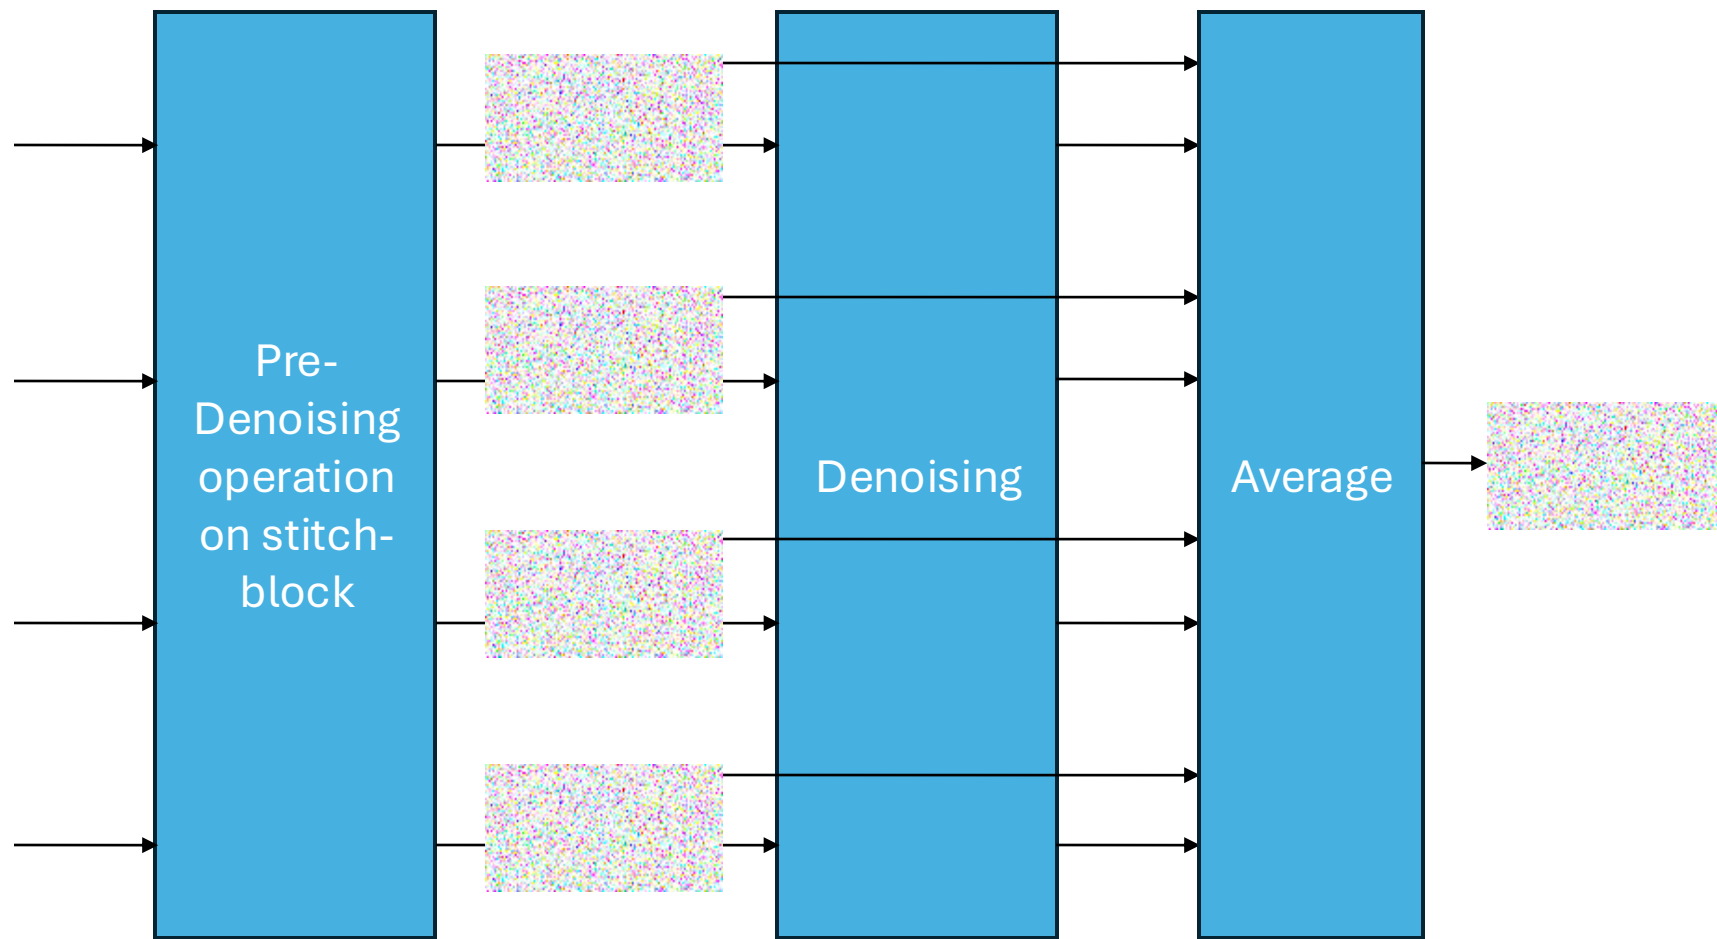 Pre-
Denoising
operation
on stitch-
block
Denoising
Average